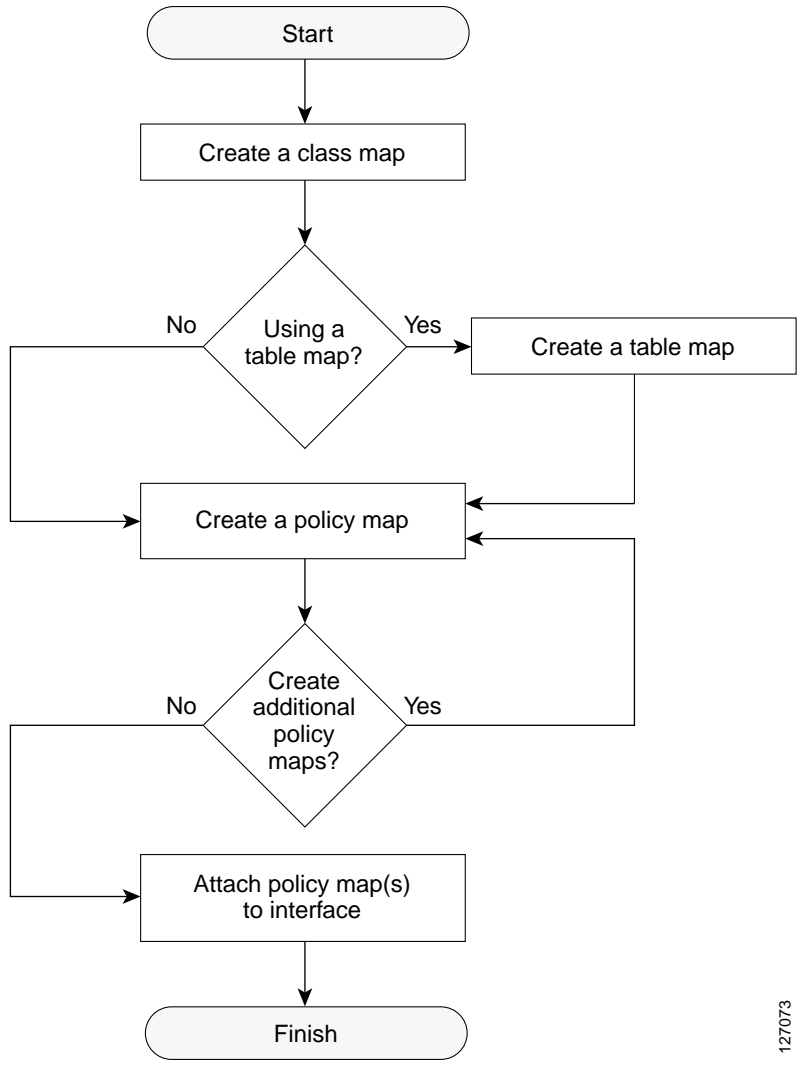 Start
Create a class map
No
Using a
table map?
Yes
Create a table map
Create a policy map
No
Create
additional
policy
maps?
Yes
Attach policy map(s)
to interface
Finish
127073